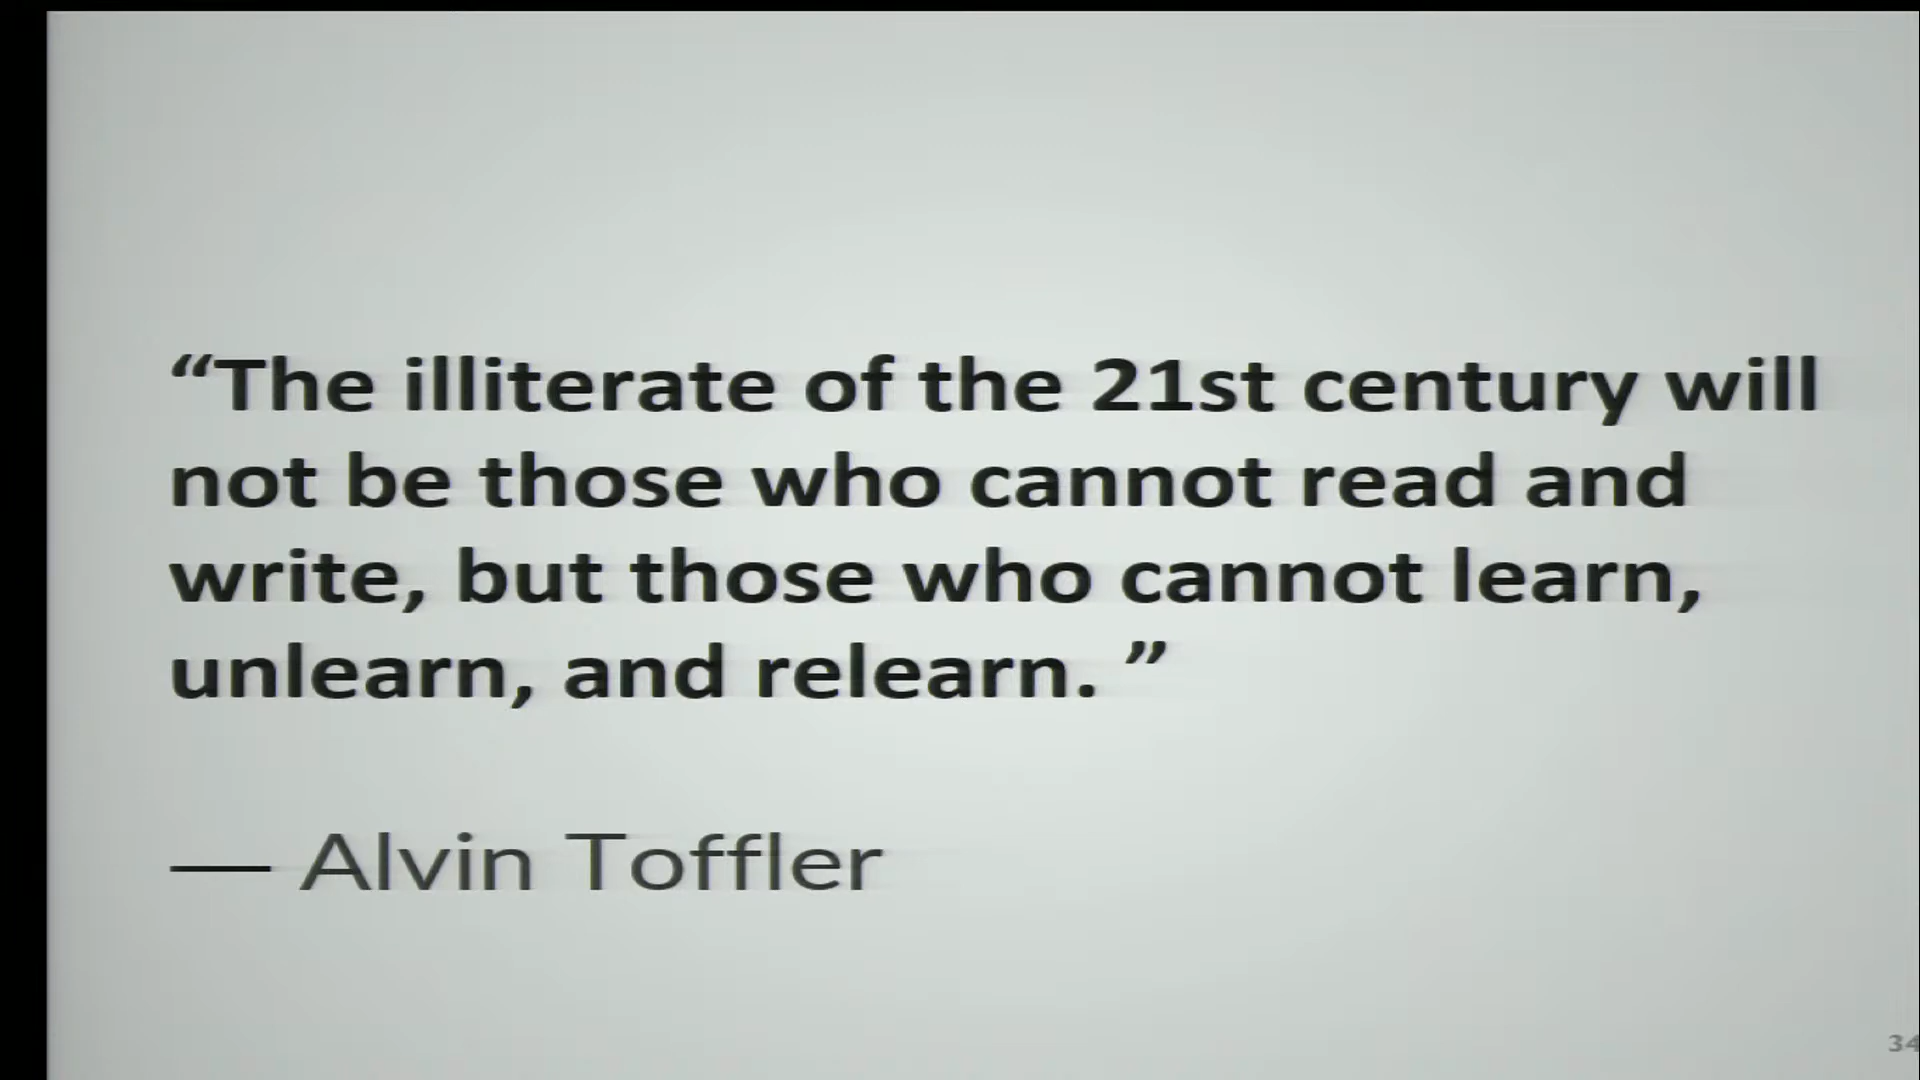 “The illiterate of the 21st century will
not be those who cannot read and
write, but those who cannot learn,
unlearn, and relearn. ”
— Alvin Toffler
34